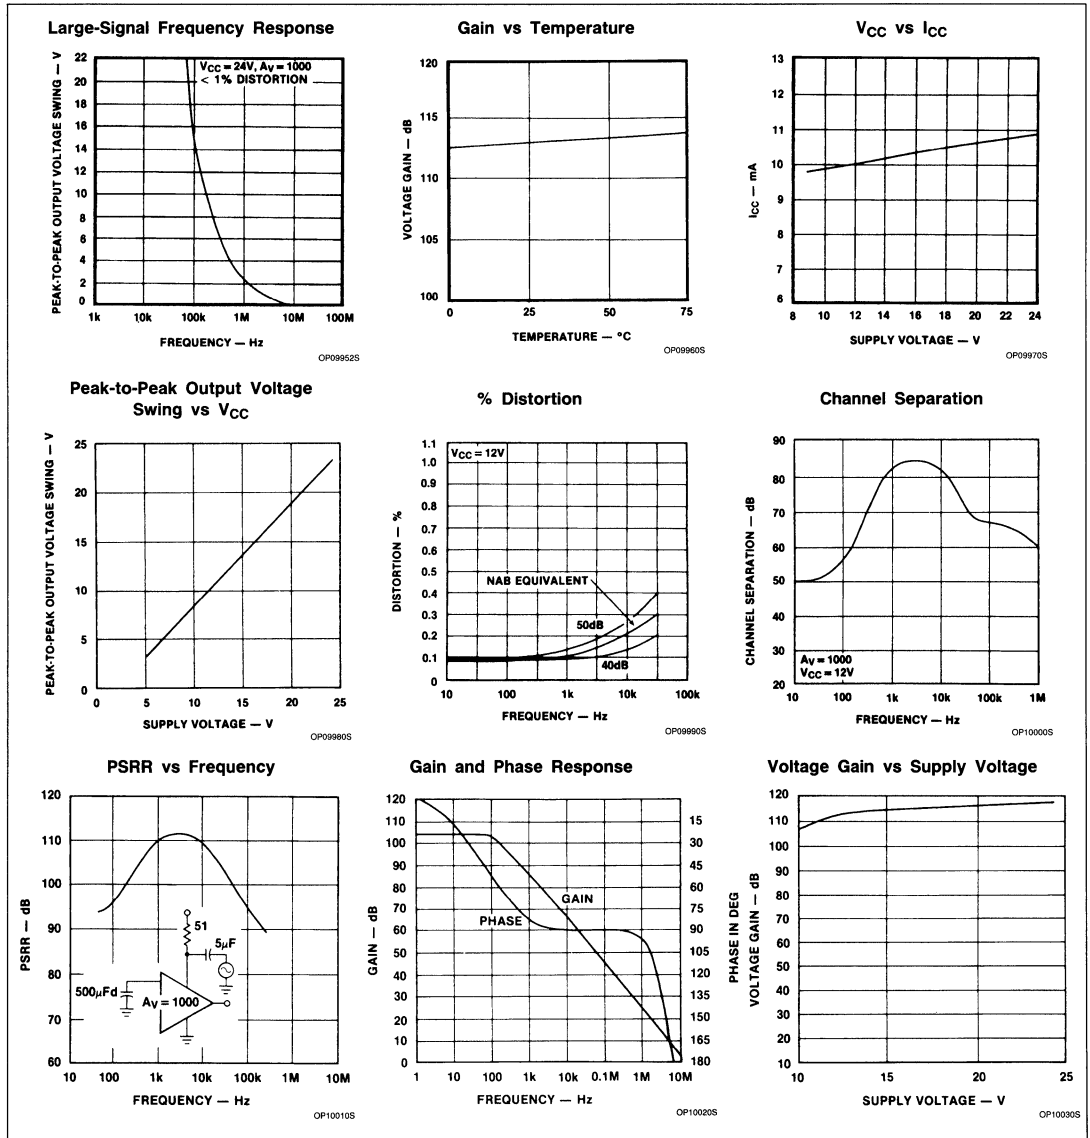 Large-Signal Frequency Response
PEAK-TO-PEAK OUTPUT VOLTAGE SWING — V
22
20
18
16
14
12
10
8
6
4
2
0
VCC = 24V, AV = 1000
< 1% DISTORTION
1k 10k 100k 1M 10M 100M
FREQUENCY — Hz
OP09952S
Gain vs Temperature
VOLTAGE GAIN — dB
120
115
110
105
100
0 25 50 75
TEMPERATURE — °C
OP09960S
VCC vs ICC
ICC — mA
13
12
11
10
9
8
7
6
8 10 12 14 16 18 20 22 24
SUPPLY VOLTAGE — V
OP09970S
Peak-to-Peak Output Voltage
Swing vs VCC
PEAK-TO-PEAK OUTPUT VOLTAGE SWING — V
25
20
15
10
5
0
0 5 10 15 20 25
SUPPLY VOLTAGE — V
OP09980S
% Distortion
DISTORTION — %
1.1
1.0
0.9
0.8
0.7
0.6
0.5
0.4
0.3
0.2
0.1
0
VCC = 12V
NAB EQUIVALENT
50dB
40dB
10 100 1k 10k 100k
FREQUENCY — Hz
OP09990S
Channel Separation
CHANNEL SEPARATION — dB
90
80
70
60
50
40
30
20
AV = 1000
VCC = 12V
10 100 1k 10k 100k 1M
FREQUENCY — Hz
OP10000S
PSRR vs Frequency
PSRR — dB
120
110
100
90
80
70
60
51
5µF
500µFd
AV = 1000
10 100 1k 10k 100k 1M 10M
FREQUENCY — Hz
OP10010S
Gain and Phase Response
GAIN — dB
120
110
100
90
80
70
60
50
40
30
20
10
0
GAIN
PHASE
15
30
45
60
75
90
105
120
135
150
165
180
PHASE IN DEG
1 10 100 1k 10k 0.1M 1M 10M
FREQUENCY — Hz
OP10020S
Voltage Gain vs Supply Voltage
VOLTAGE GAIN — dB
120
110
100
90
80
70
60
50
40
30
20
10
10 15 20 25
SUPPLY VOLTAGE — V
OP10030S